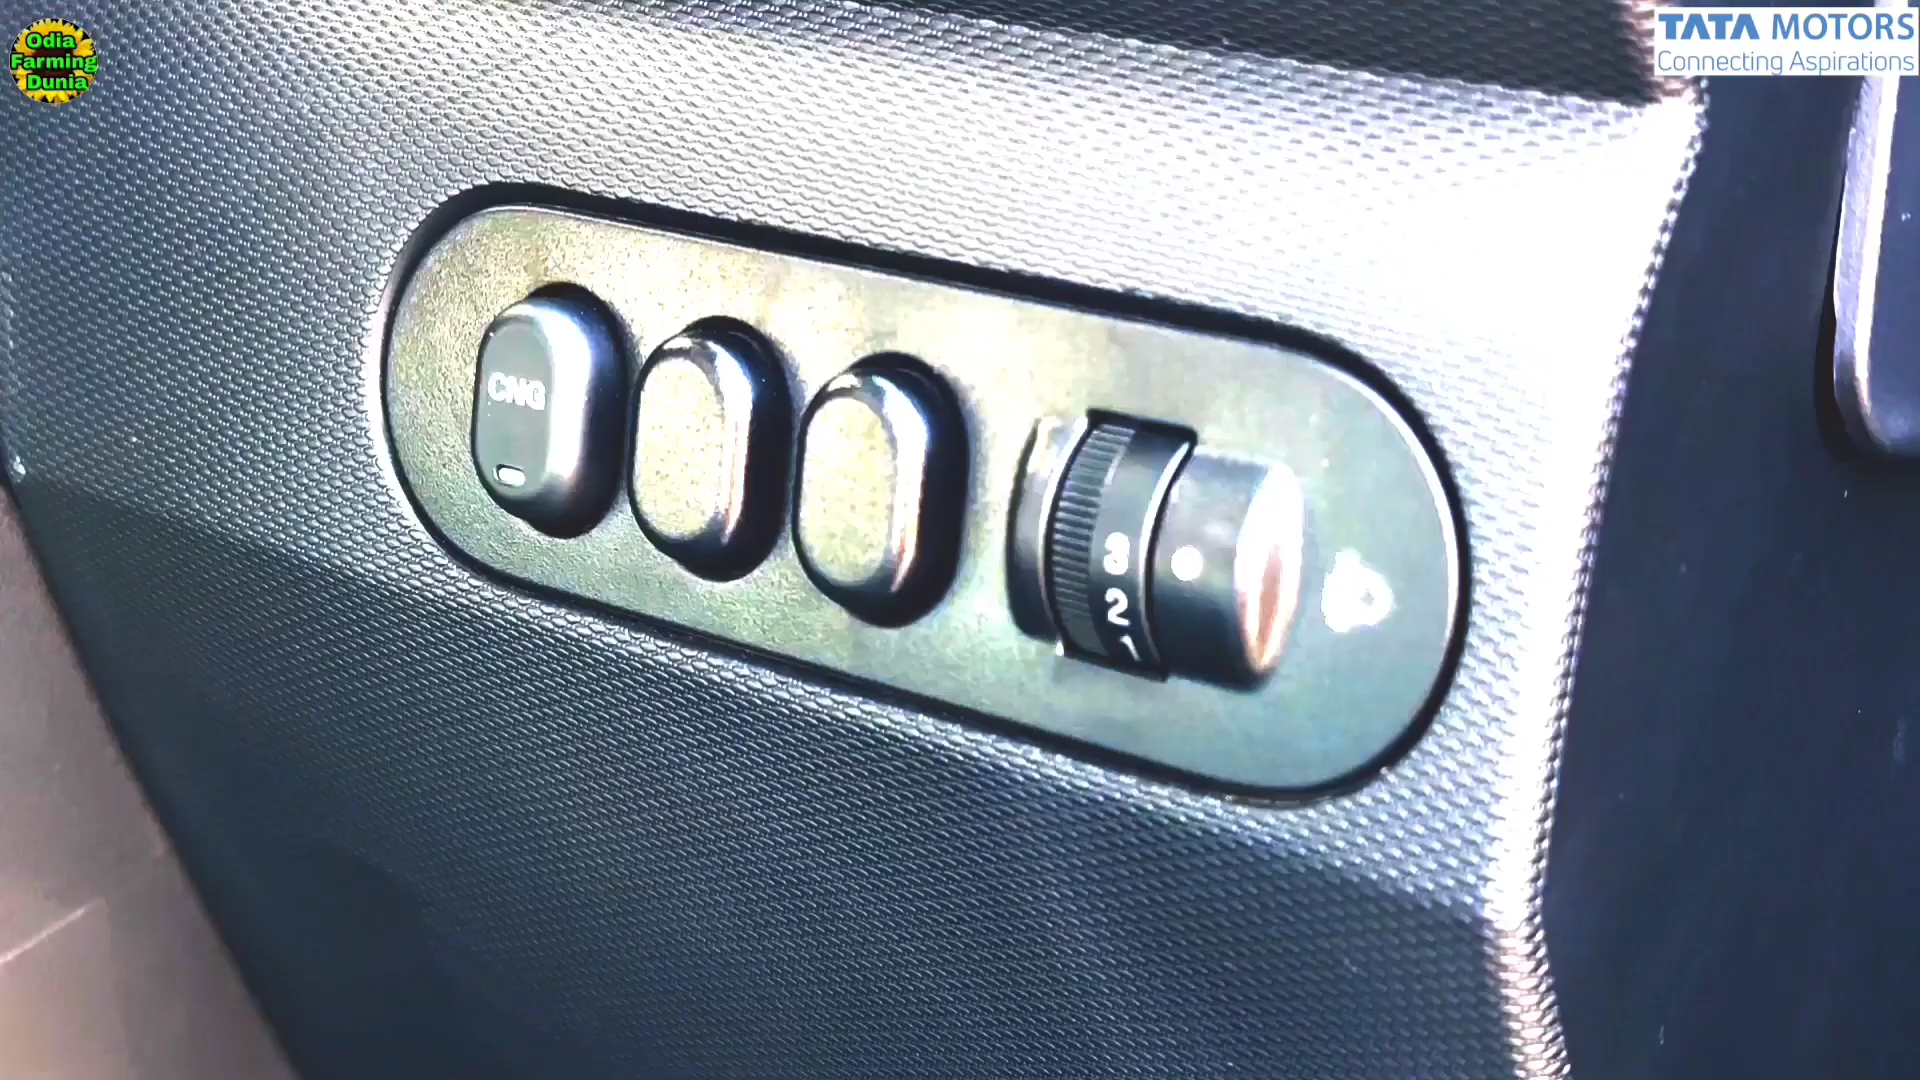 Odia
Farming
Dunia
TATA MOTORS
Connecting Aspirations
CNG
3
2
1